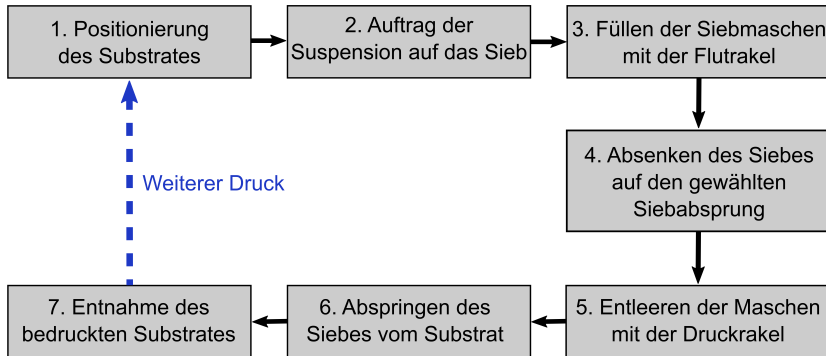 1. Positionierung
des Substrates
2. Auftrag der
Suspension auf das Sieb
3. Füllen der Siebmaschen
mit der Flutrakel
4. Absenken des Siebes
auf den gewählten
Siebabsprung
5. Entleeren der Maschen
mit der Druckrakel
6. Abspringen des
Siebes vom Substrat
7. Entnahme des
bedruckten Substrates
Weiterer Druck